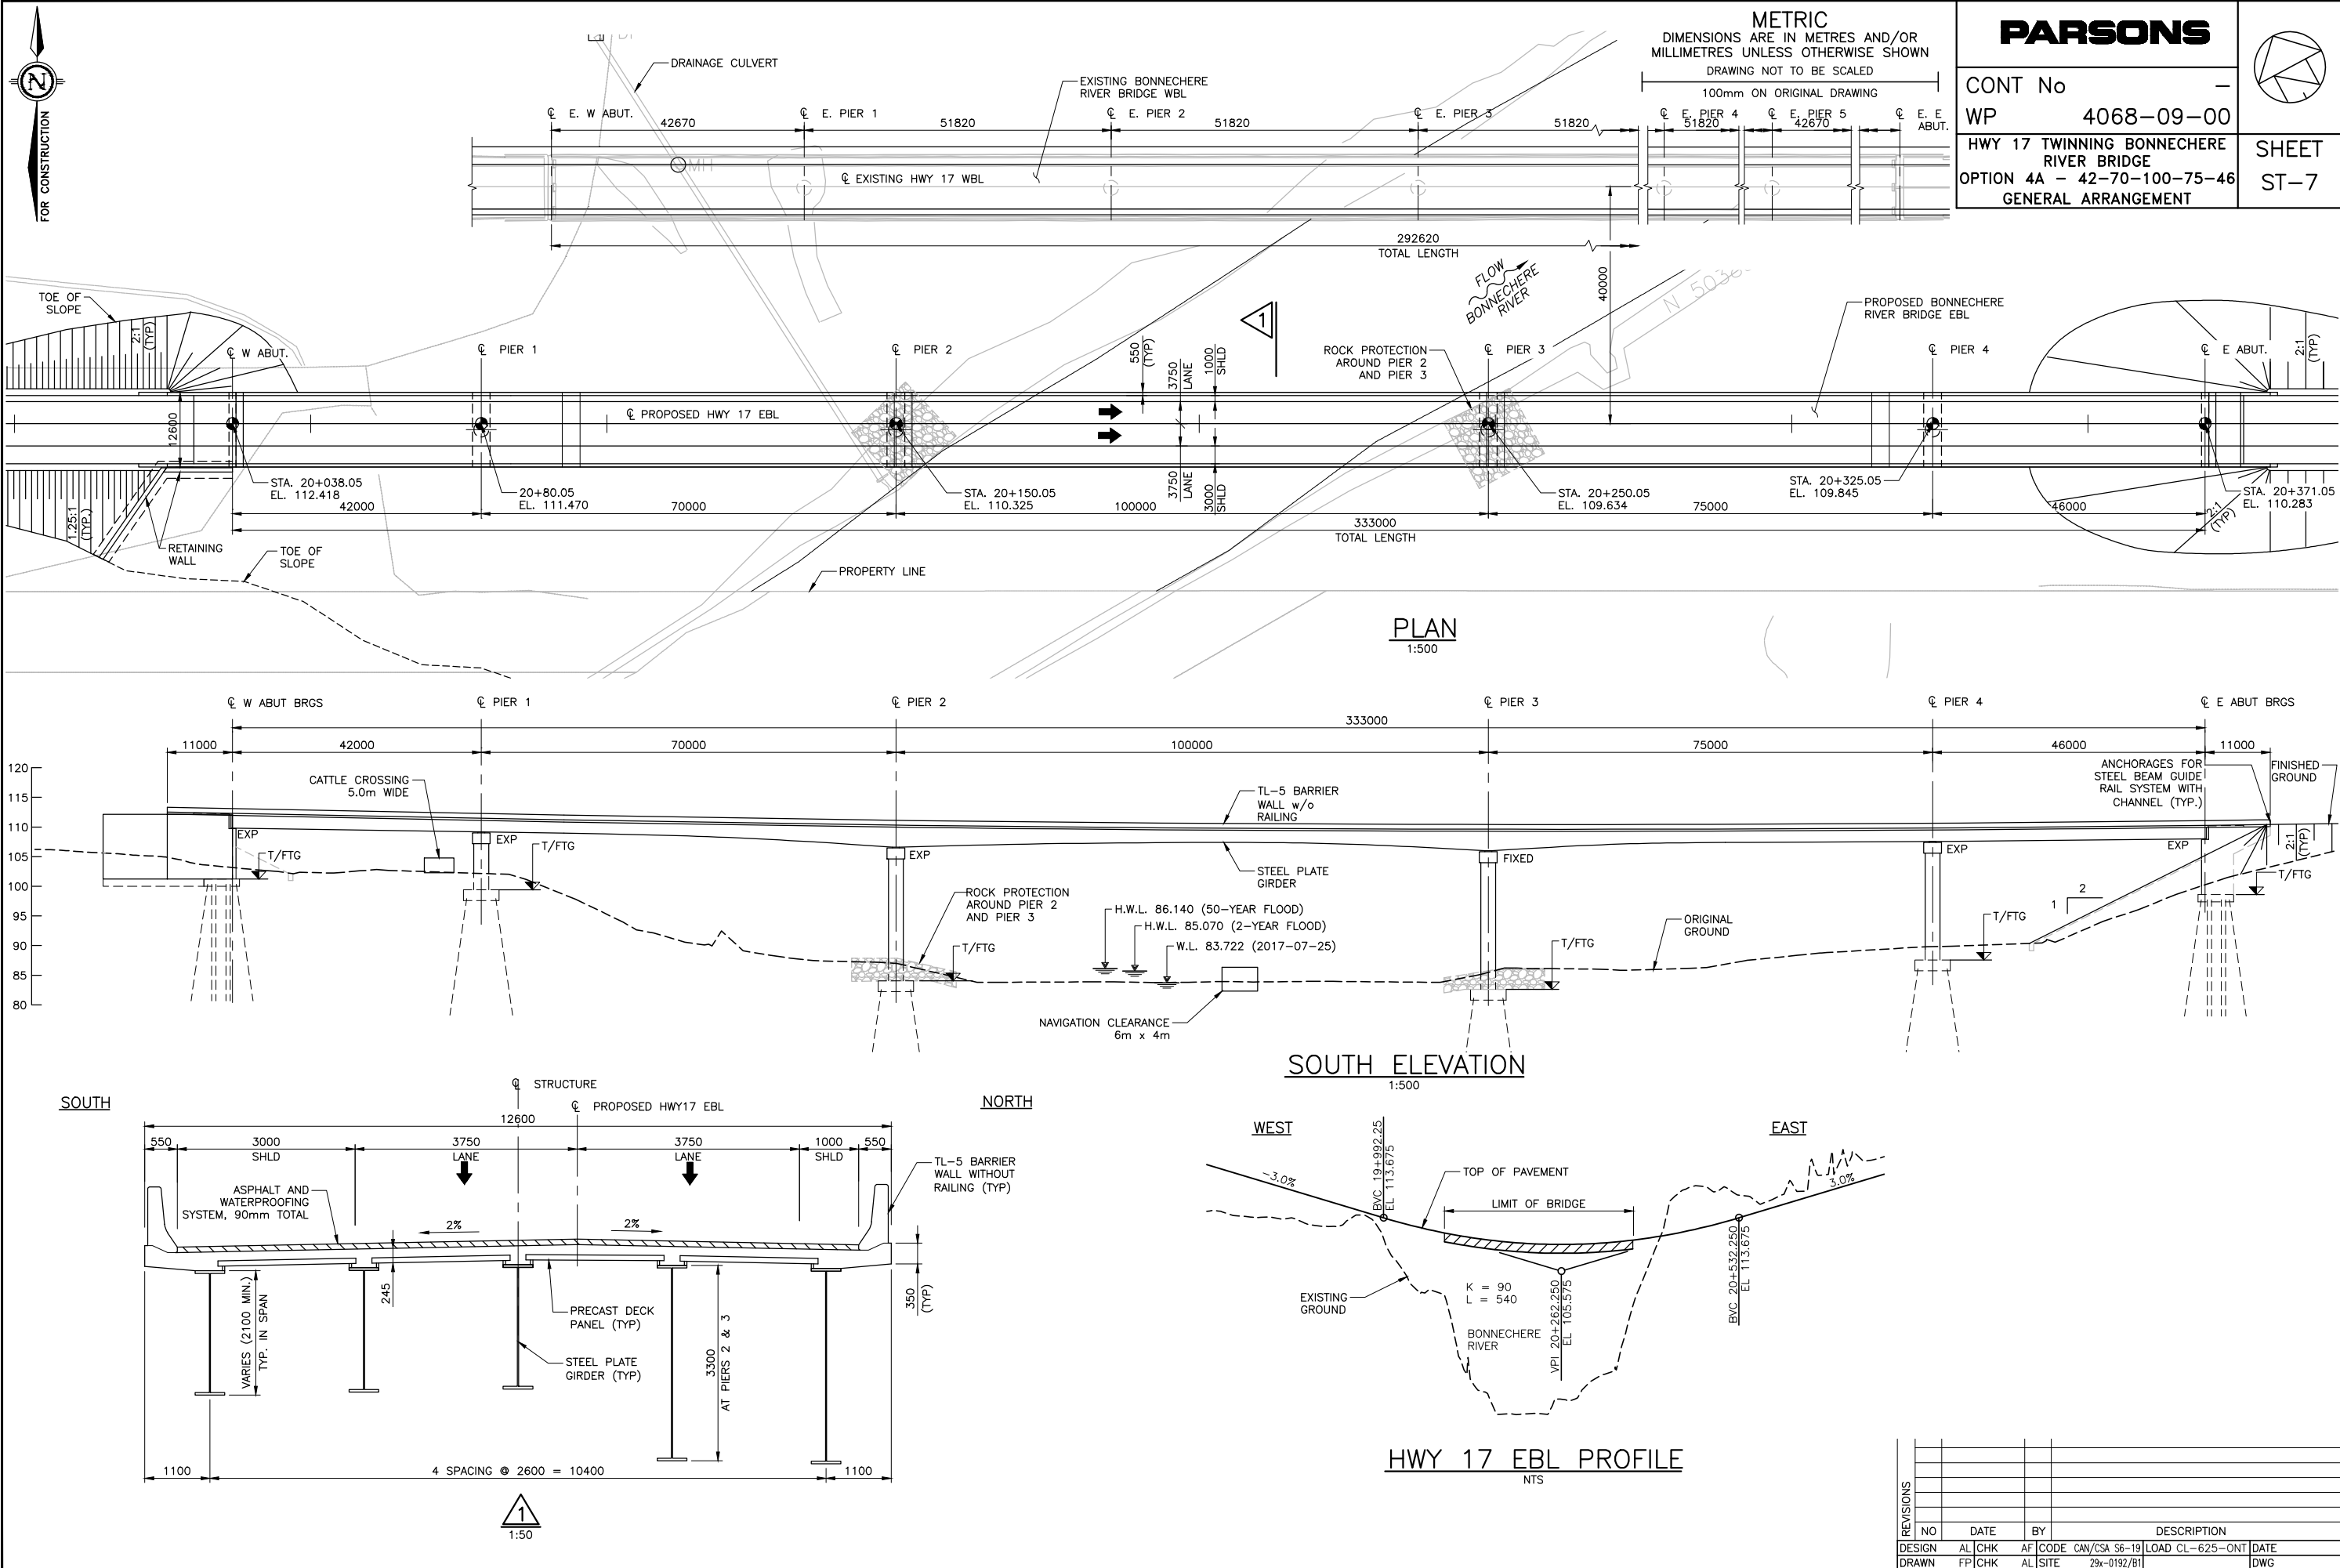 METRIC
DIMENSIONS ARE IN METRES AND/OR
MILLIMETRES UNLESS OTHERWISE SHOWN
DRAWING NOT TO BE SCALED
100mm ON ORIGINAL DRAWING
PARSONS
CONT No –
WP 4068-09-00
HWY 17 TWINNING BONNECHERE
RIVER BRIDGE
OPTION 4A - 42-70-100-75-46
GENERAL ARRANGEMENT
SHEET
ST-7
N
FOR CONSTRUCTION
DRAINAGE CULVERT
EXISTING BONNECHERE
RIVER BRIDGE WBL
℄ E. W ABUT.
℄ E. PIER 1
℄ E. PIER 2
℄ E. PIER 3
℄ E. PIER 4
℄ E. PIER 5
℄ E. E
ABUT.
42670
51820
51820
51820
51820
42670
MH
℄ EXISTING HWY 17 WBL
292620
TOTAL LENGTH
40000
FLOW
BONNECHERE
RIVER
TOE OF
SLOPE
2:1
(TYP)
℄ W ABUT.
℄ PIER 1
℄ PIER 2
1
550
(TYP)
3750
LANE
1000
SHLD
ROCK PROTECTION
AROUND PIER 2
AND PIER 3
℄ PIER 3
PROPOSED BONNECHERE
RIVER BRIDGE EBL
℄ PIER 4
℄ E ABUT.
2:1
(TYP)
12600
℄ PROPOSED HWY 17 EBL
STA. 20+038.05
EL. 112.418
20+80.05
EL. 111.470
STA. 20+150.05
EL. 110.325
3750
LANE
3000
SHLD
STA. 20+250.05
EL. 109.634
STA. 20+325.05
EL. 109.845
STA. 20+371.05
EL. 110.283
42000
70000
100000
75000
46000
333000
TOTAL LENGTH
2:1
(TYP)
1.25:1
(TYP.)
RETAINING
WALL
TOE OF
SLOPE
PROPERTY LINE
PLAN
1:500
℄ W ABUT BRGS
℄ PIER 1
℄ PIER 2
℄ PIER 3
℄ PIER 4
℄ E ABUT BRGS
333000
11000
42000
70000
100000
75000
46000
11000
120
115
110
105
100
95
90
85
80
CATTLE CROSSING
5.0m WIDE
TL-5 BARRIER
WALL w/o
RAILING
ANCHORAGES FOR
STEEL BEAM GUIDE
RAIL SYSTEM WITH
CHANNEL (TYP.)
FINISHED
GROUND
EXP
EXP
EXP
FIXED
EXP
EXP
2:1
(TYP)
T/FTG
T/FTG
T/FTG
T/FTG
T/FTG
T/FTG
STEEL PLATE
GIRDER
ROCK PROTECTION
AROUND PIER 2
AND PIER 3
H.W.L. 86.140 (50-YEAR FLOOD)
H.W.L. 85.070 (2-YEAR FLOOD)
W.L. 83.722 (2017-07-25)
ORIGINAL
GROUND
2
1
NAVIGATION CLEARANCE
6m x 4m
SOUTH ELEVATION
1:500
℄ STRUCTURE
℄ PROPOSED HWY17 EBL
SOUTH
NORTH
12600
550
3000
SHLD
3750
LANE
3750
LANE
1000
SHLD
550
ASPHALT AND
WATERPROOFING
SYSTEM, 90mm TOTAL
TL-5 BARRIER
WALL WITHOUT
RAILING (TYP)
2%
2%
VARIES (2100 MIN.)
TYP. IN SPAN
245
PRECAST DECK
PANEL (TYP)
STEEL PLATE
GIRDER (TYP)
3300
AT PIERS 2 & 3
350
(TYP)
1100
4 SPACING @ 2600 = 10400
1100
1
1:50
WEST
EAST
-3.0%
BVC 19+992.25
EL 113.675
TOP OF PAVEMENT
LIMIT OF BRIDGE
3.0%
EXISTING
GROUND
K = 90
L = 540
BONNECHERE
RIVER
VPI 20+262.250
EL 105.575
BVC 20+532.250
EL 113.675
HWY 17 EBL PROFILE
NTS
REVISIONS
NO DATE BY DESCRIPTION
DESIGN AL CHK AF CODE CAN/CSA S6-19 LOAD CL-625-ONT DATE
DRAWN FP CHK AL SITE 29x-0192/B1 DWG